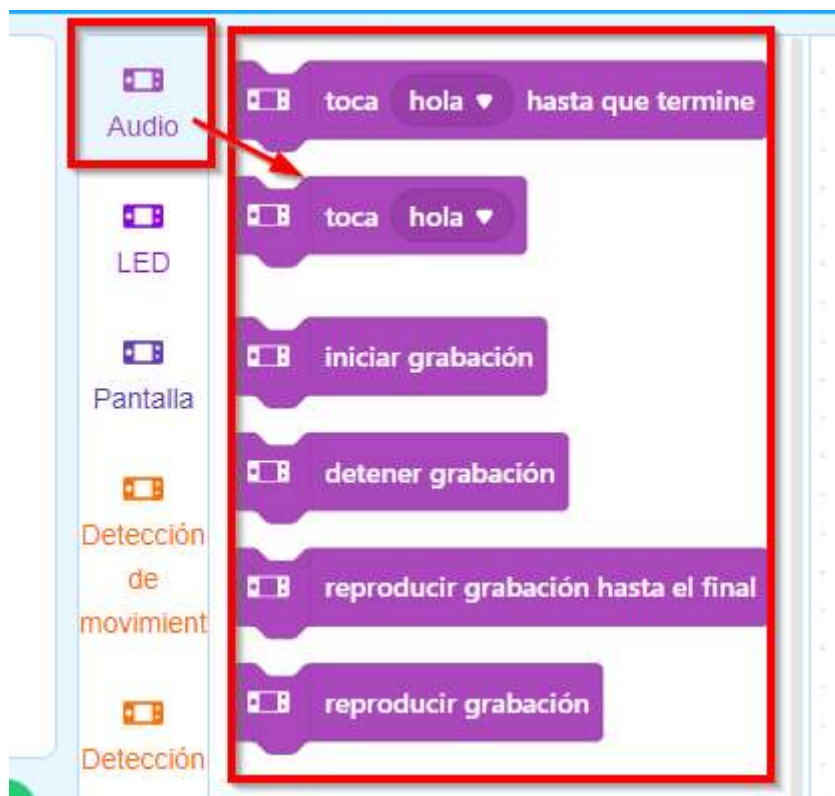 Audio
LED
Pantalla
Detección
de
movimient
Detección
toca hola hasta que termine
toca hola
iniciar grabación
detener grabación
reproducir grabación hasta el final
reproducir grabación